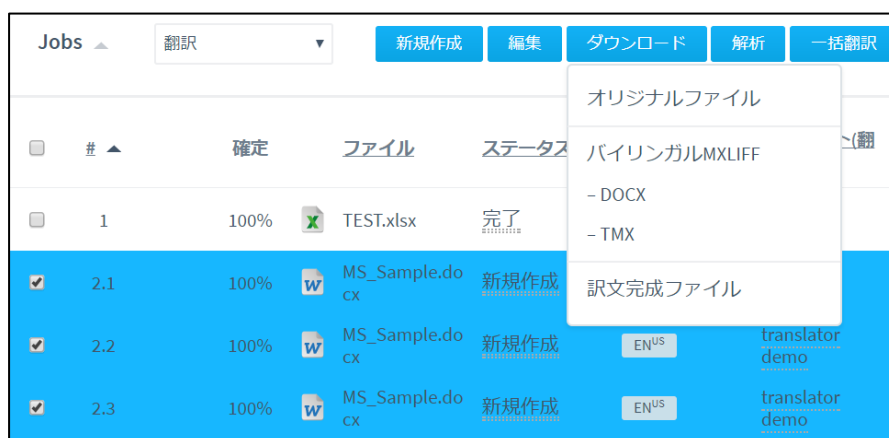 Jobs 翻訳 新規作成 編集 ダウンロード 解析 一括翻訳
オリジナルファイル
# 確定 ファイル ステータス バイリンガルMXLIFF (翻
– DOCX
1 100% TEST.xlsx 完了
– TMX
2.1 100% MS_Sample.do
cx 新規作成 訳文完成ファイル
2.2 100% MS_Sample.do
cx 新規作成 EN US translator
demo
2.3 100% MS_Sample.do
cx 新規作成 EN US translator
demo